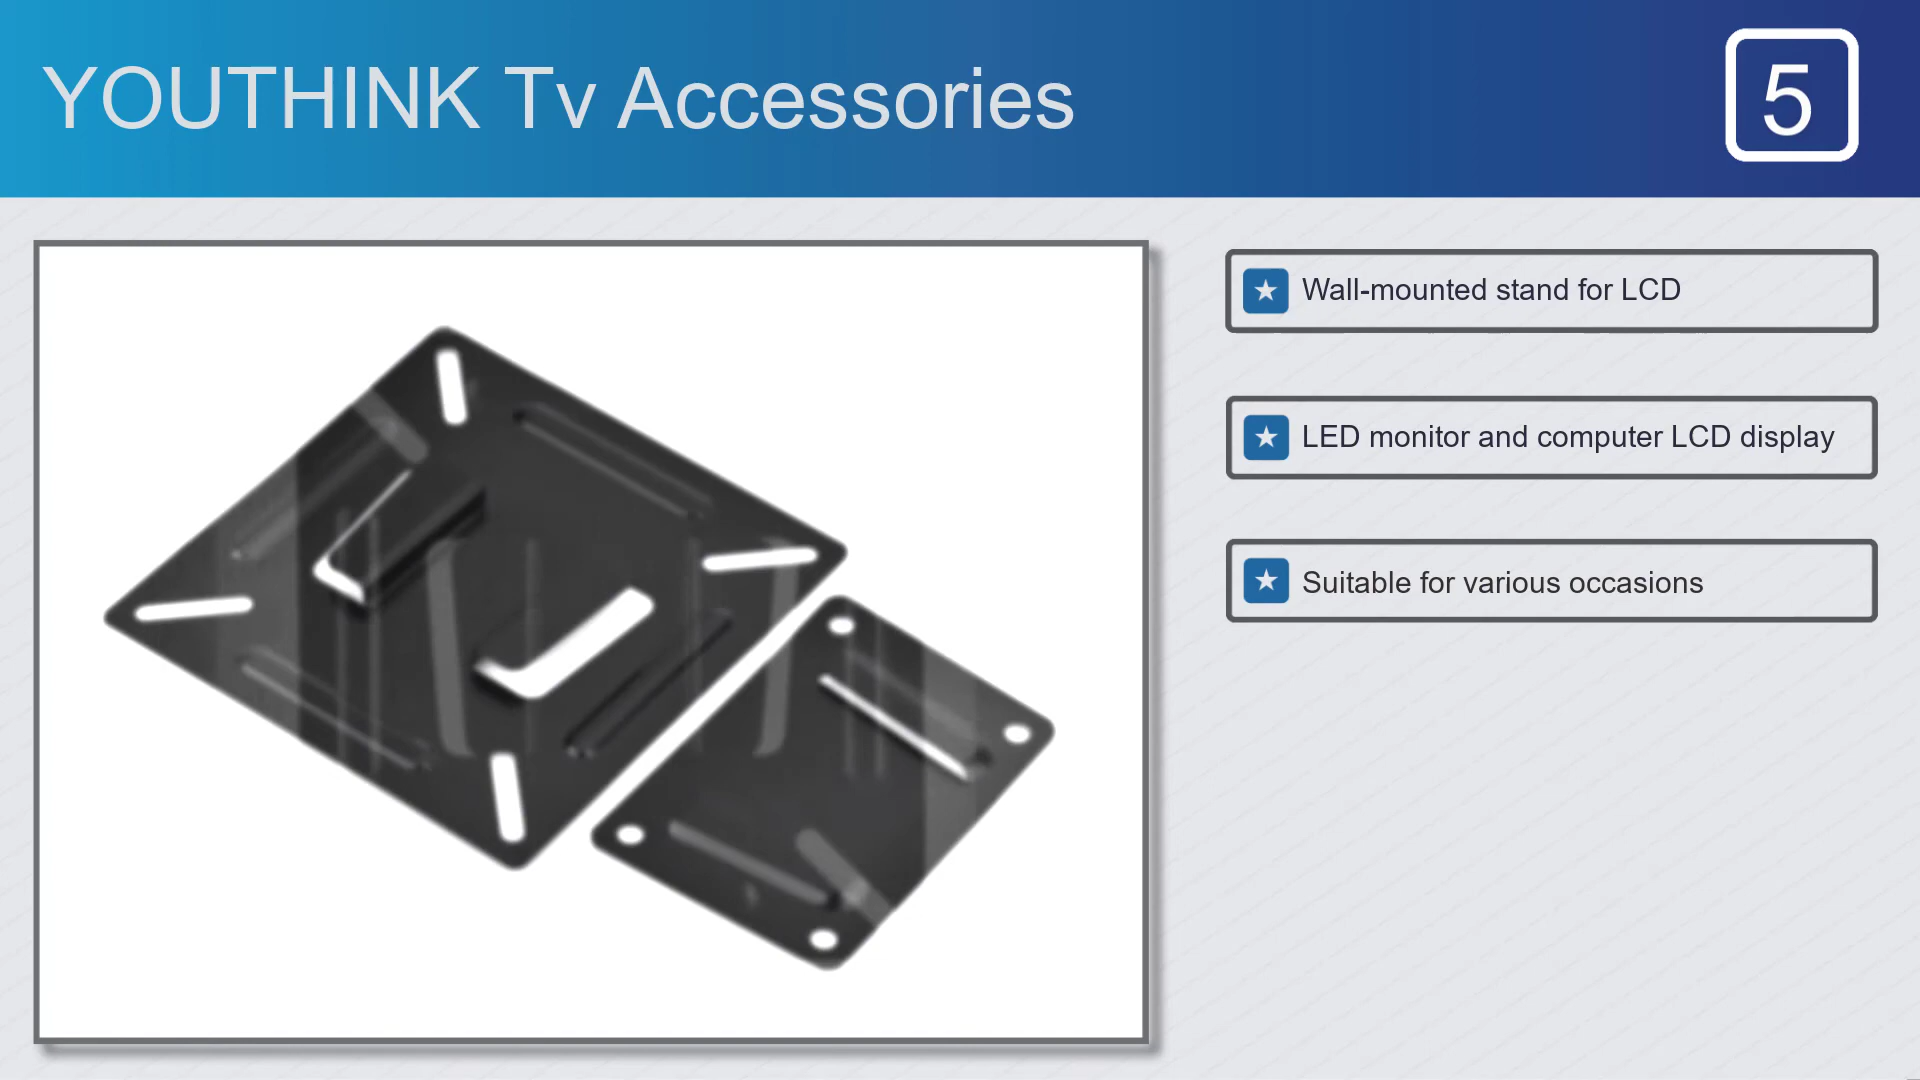 YOUTHINK Tv Accessories
5
Wall-mounted stand for LCD
LED monitor and computer LCD display
Suitable for various occasions